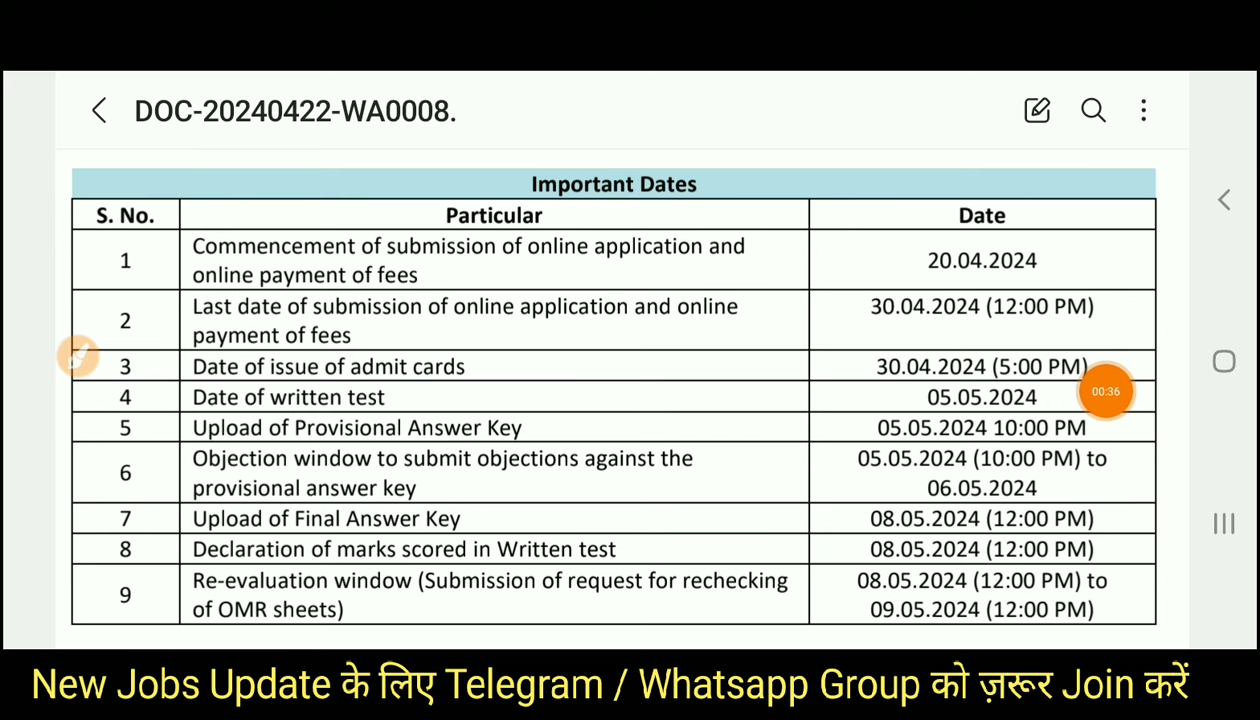 DOC-20240422-WA0008.
Important Dates
S. No. Particular Date
1 Commencement of submission of online application and online payment of fees 20.04.2024
2 Last date of submission of online application and online payment of fees 30.04.2024 (12:00 PM)
3 Date of issue of admit cards 30.04.2024 (5:00 PM)
4 Date of written test 05.05.2024
00:36
5 Upload of Provisional Answer Key 05.05.2024 10:00 PM
6 Objection window to submit objections against the provisional answer key 05.05.2024 (10:00 PM) to 06.05.2024
7 Upload of Final Answer Key 08.05.2024 (12:00 PM)
8 Declaration of marks scored in Written test 08.05.2024 (12:00 PM)
9 Re-evaluation window (Submission of request for rechecking of OMR sheets) 08.05.2024 (12:00 PM) to 09.05.2024 (12:00 PM)
New Jobs Update के लिए Telegram / Whatsapp Group को ज़रूर Join करें